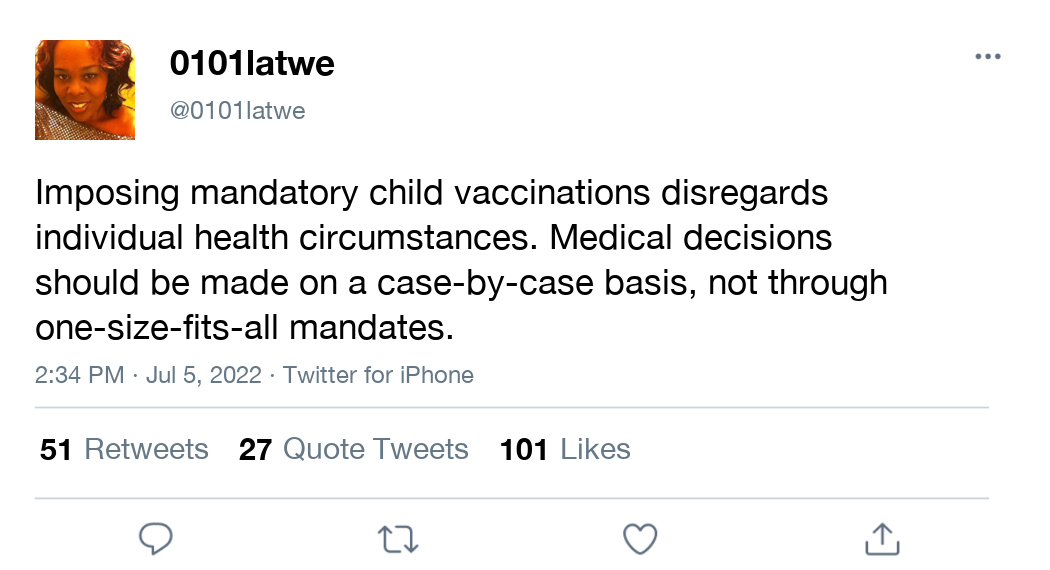 0101latwe
@0101latwe
Imposing mandatory child vaccinations disregards
individual health circumstances. Medical decisions
should be made on a case-by-case basis, not through
one-size-fits-all mandates.
2:34 PM · Jul 5, 2022 · Twitter for iPhone
51 Retweets 27 Quote Tweets 101 Likes